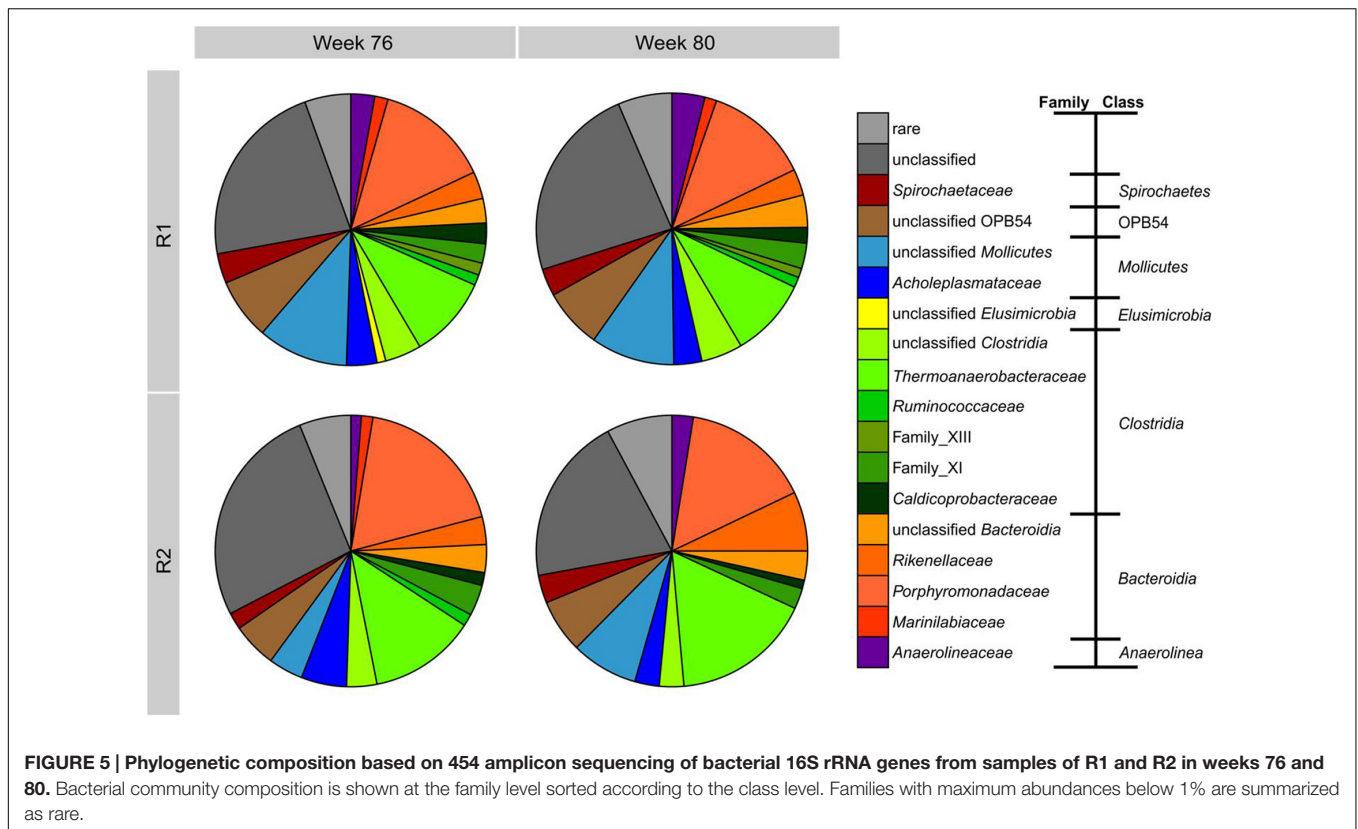 Week 76
Week 80
R1
R2
Family Class
rare
unclassified
Spirochaetaceae
unclassified OPB54
unclassified Mollicutes
Acholeplasmataceae
unclassified Elusimicrobia
unclassified Clostridia
Thermoanaerobacteraceae
Ruminococcaceae
Family_XIII
Family_XI
Caldicoprobacteraceae
unclassified Bacteroidia
Rikenellaceae
Porphyromonadaceae
Marinilabiaceae
Anaerolineaceae
Spirochaetes
OPB54
Mollicutes
Elusimicrobia
Clostridia
Bacteroidia
Anaerolinea
FIGURE 5 | Phylogenetic composition based on 454 amplicon sequencing of bacterial 16S rRNA genes from samples of R1 and R2 in weeks 76 and
80. Bacterial community composition is shown at the family level sorted according to the class level. Families with maximum abundances below 1% are summarized
as rare.